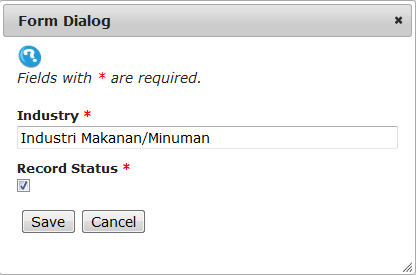 Form Dialog
Fields with * are required.
Industry *
Industri Makanan/Minuman
Record Status *
Save Cancel